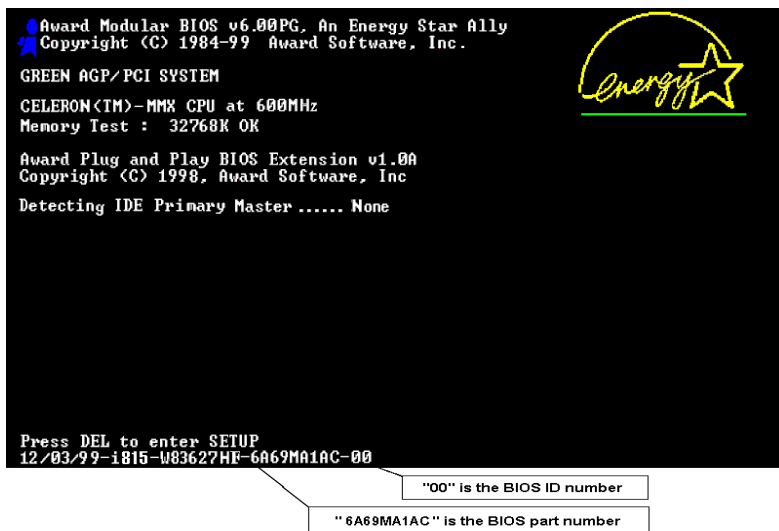 Award Modular BIOS v6.00PG, An Energy Star Ally
Copyright (C) 1984-99 Award Software, Inc.
energy
GREEN AGP/PCI SYSTEM
CELERON(TM)-MMX CPU at 600MHz
Memory Test : 32768K OK
Award Plug and Play BIOS Extension v1.0A
Copyright (C) 1998, Award Software, Inc
Detecting IDE Primary Master ...... None
Press DEL to enter SETUP
12/03/99-i815-W83627HF-6A69MA1AC-00
"00" is the BIOS ID number
"6A69MA1AC" is the BIOS part number